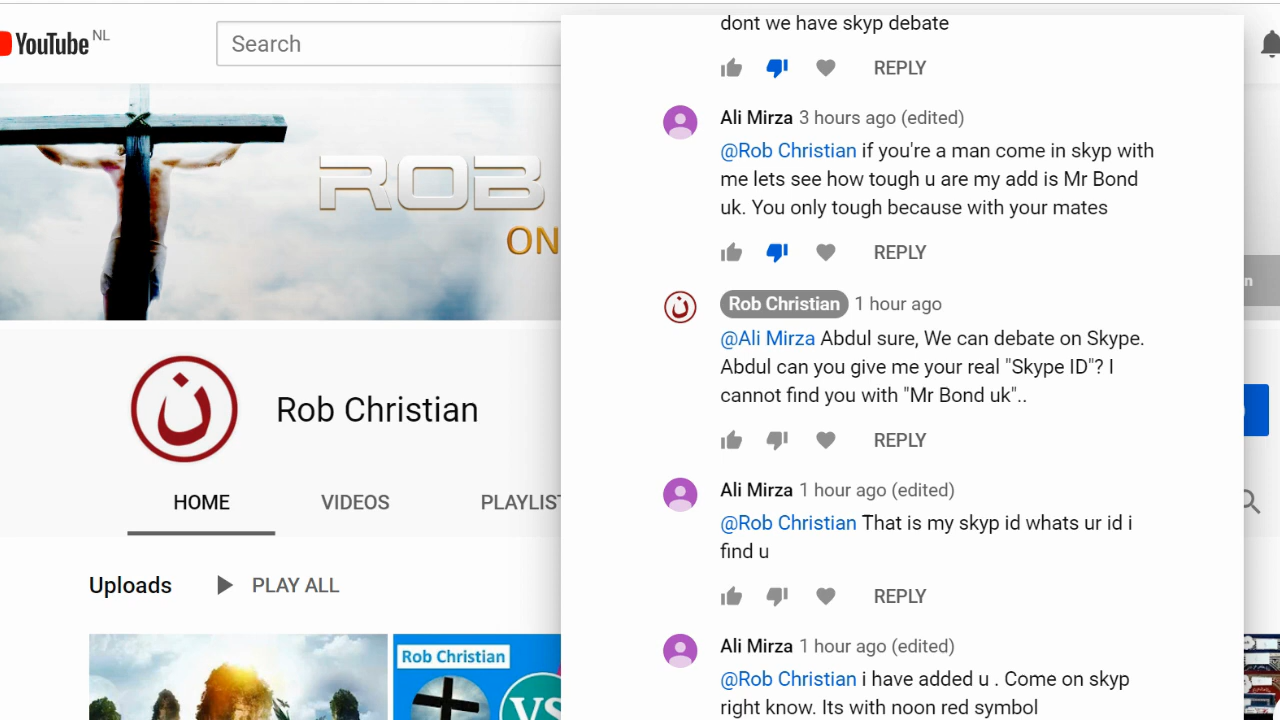 YouTube NL
Search
ROB
ON
ن
Rob Christian
HOME VIDEOS PLAYLIST
Uploads PLAY ALL
Rob Christian
VS
dont we have skyp debate
REPLY
Ali Mirza 3 hours ago (edited)
@Rob Christian if you're a man come in skyp with
me lets see how tough u are my add is Mr Bond
uk. You only tough because with your mates
REPLY
ن
Rob Christian 1 hour ago
@Ali Mirza Abdul sure, We can debate on Skype.
Abdul can you give me your real "Skype ID"? I
cannot find you with "Mr Bond uk"..
REPLY
Ali Mirza 1 hour ago (edited)
@Rob Christian That is my skyp id whats ur id i
find u
REPLY
Ali Mirza 1 hour ago (edited)
@Rob Christian i have added u . Come on skyp
right know. Its with noon red symbol